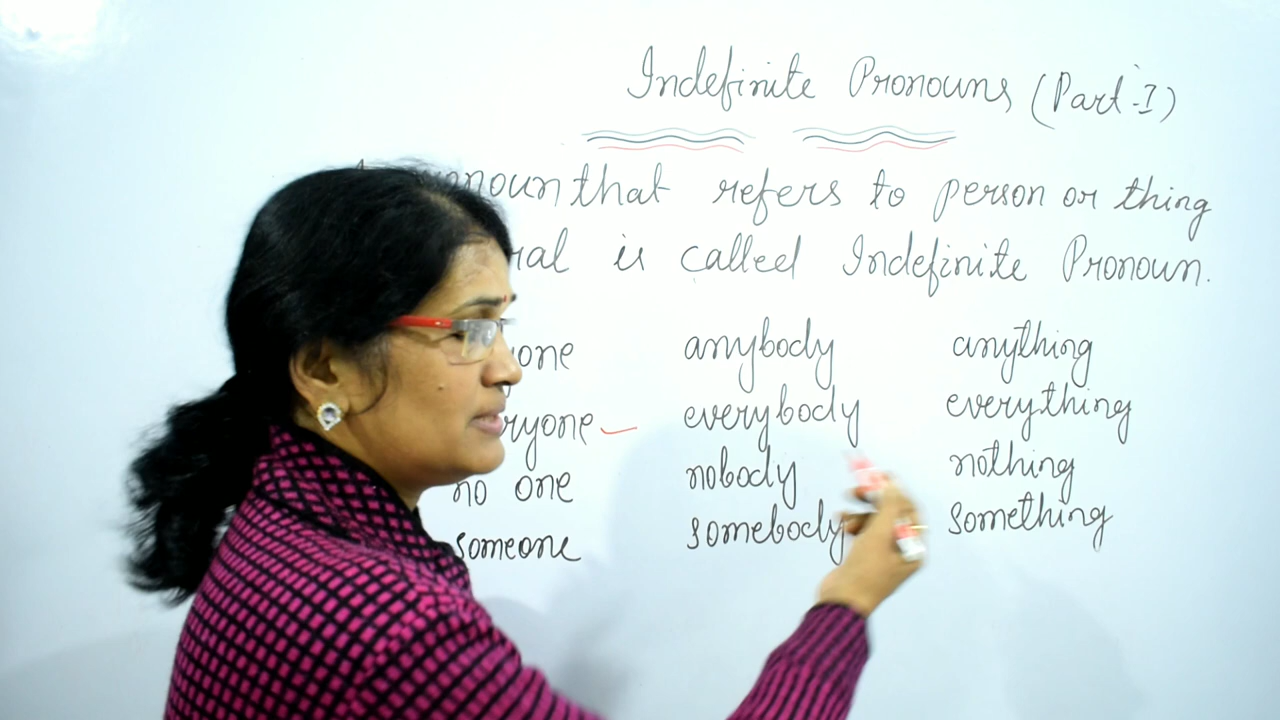 Indefinite Pronouns (Part-I)
that refers to person or thing
is called Indefinite Pronoun.
anybody anything
everybody everything
no one nobody nothing
someone somebody something